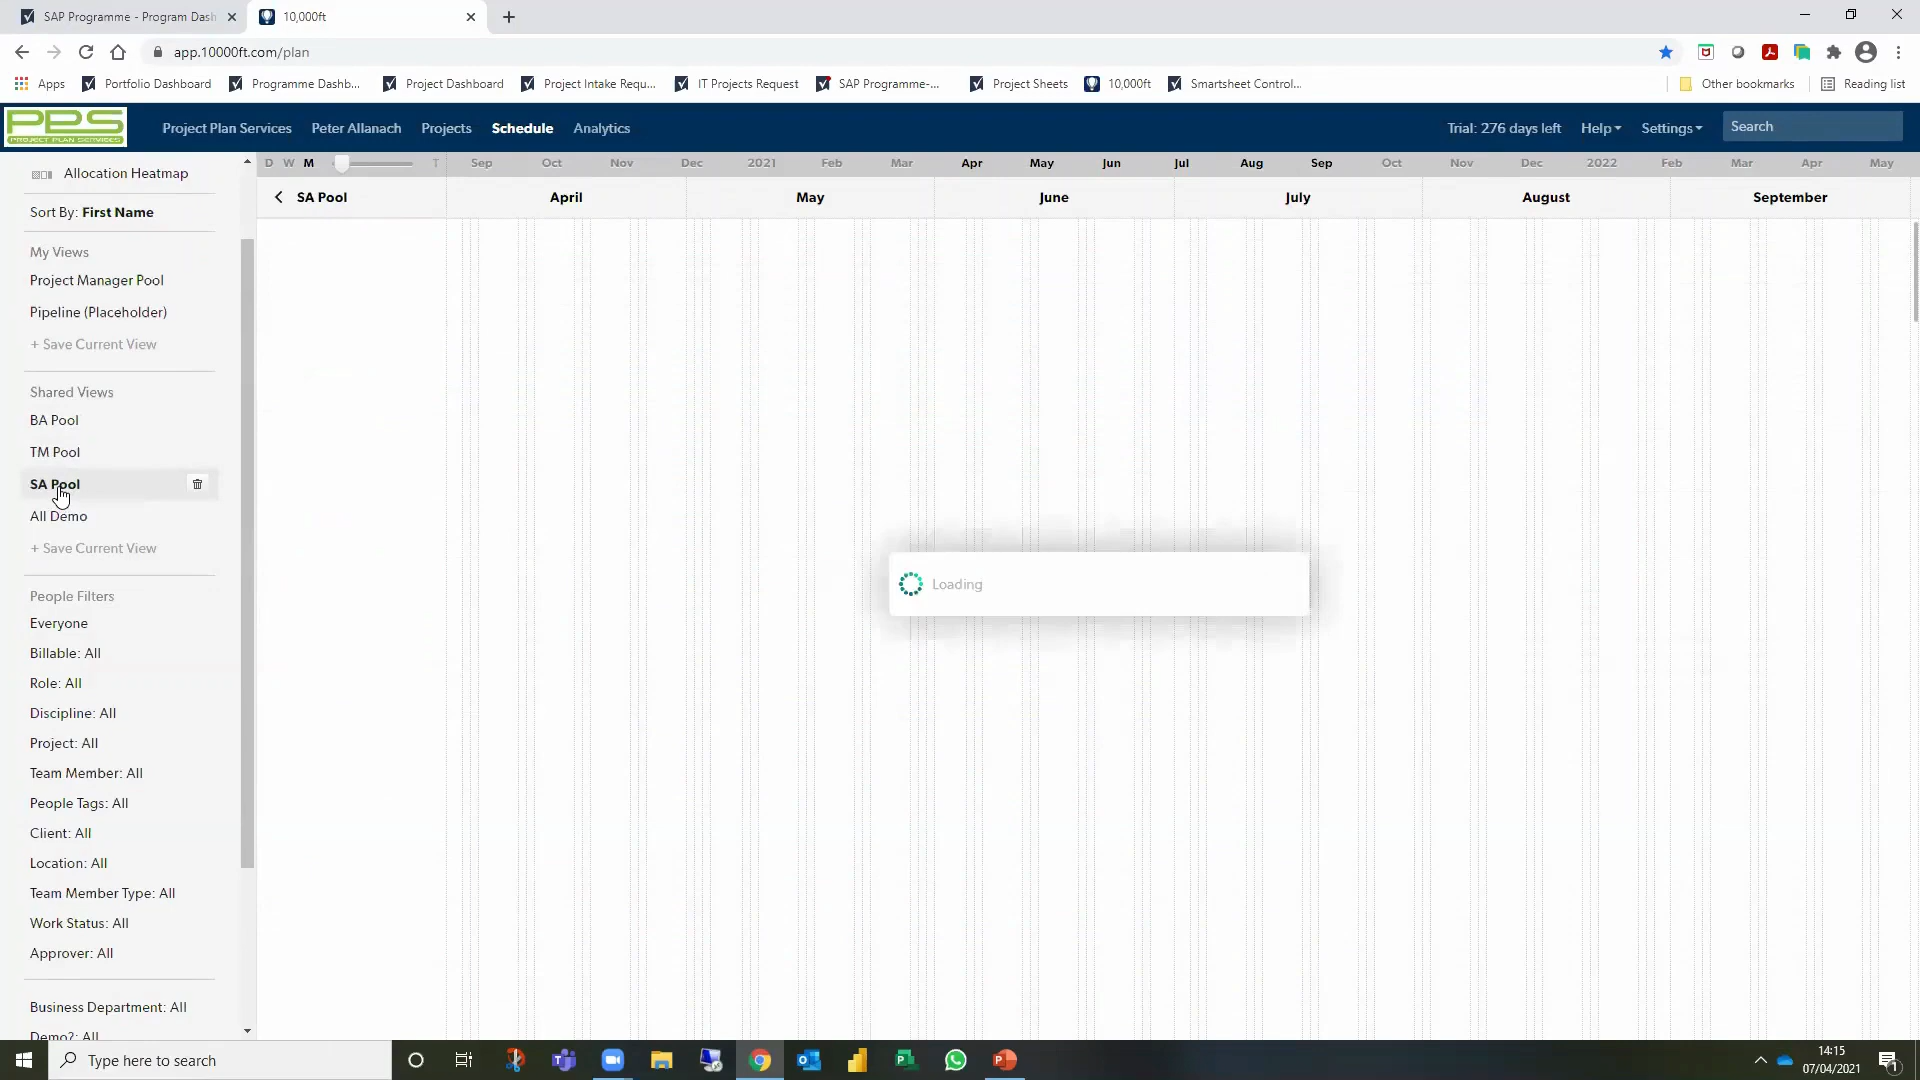 SAP Programme - Program Dash
10,000ft
app.10000ft.com/plan
Apps
Portfolio Dashboard
Programme Dashb...
Project Dashboard
Project Intake Requ...
IT Projects Request
SAP Programme-...
Project Sheets
10,000ft
Smartsheet Control...
Other bookmarks
Reading list
PPS
PROJECT PLAN SERVICES
Project Plan Services
Peter Allanach
Projects
Schedule
Analytics
Trial: 276 days left
Help
Settings
Search
Allocation Heatmap
D W M T Sep Oct Nov Dec 2021 Feb Mar Apr May Jun Jul Aug Sep Oct Nov Dec 2022 Feb Mar Apr May
SA Pool April May June July August September
Sort By: First Name
My Views
Project Manager Pool
Pipeline (Placeholder)
+ Save Current View
Shared Views
BA Pool
TM Pool
SA Pool
All Demo
+ Save Current View
Loading
People Filters
Everyone
Billable: All
Role: All
Discipline: All
Project: All
Team Member: All
People Tags: All
Client: All
Location: All
Team Member Type: All
Work Status: All
Approver: All
Business Department: All
Demo?: All
Type here to search
14:15
07/04/2021
1